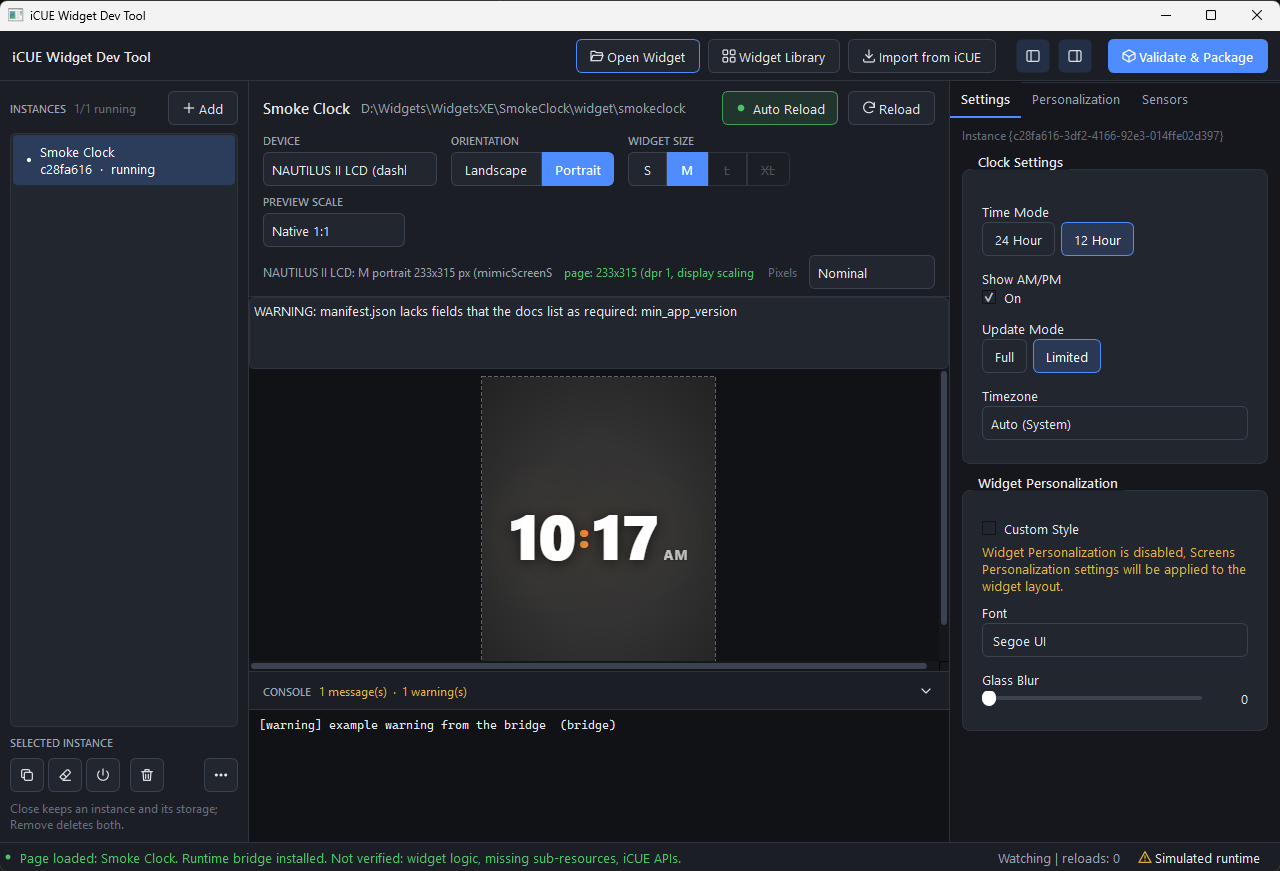 iCUE Widget Dev Tool
iCUE Widget Dev Tool
Open Widget
Widget Library
Import from iCUE
Validate & Package
INSTANCES 1/1 running
Add
Smoke Clock
c28fa616 · running
SELECTED INSTANCE
Close keeps an instance and its storage;
Remove deletes both.
Smoke Clock D:\Widgets\WidgetsXE\SmokeClock\widget\smokeclock
Auto Reload
Reload
DEVICE
NAUTILUS II LCD (dashl
ORIENTATION
Landscape Portrait
WIDGET SIZE
S M L XL
PREVIEW SCALE
Native 1:1
NAUTILUS II LCD: M portrait 233x315 px (mimicScreenS page: 233x315 (dpr 1, display scaling Pixels Nominal
WARNING: manifest.json lacks fields that the docs list as required: min_app_version
10:17 AM
CONSOLE 1 message(s) · 1 warning(s)
[warning] example warning from the bridge (bridge)
Settings Personalization Sensors
Instance {c28fa616-3df2-4166-92e3-014ffe02d397}
Clock Settings
Time Mode
24 Hour 12 Hour
Show AM/PM
On
Update Mode
Full Limited
Timezone
Auto (System)
Widget Personalization
Custom Style
Widget Personalization is disabled, Screens
Personalization settings will be applied to the
widget layout.
Font
Segoe UI
Glass Blur
0
Page loaded: Smoke Clock. Runtime bridge installed. Not verified: widget logic, missing sub-resources, iCUE APIs.
Watching | reloads: 0
Simulated runtime